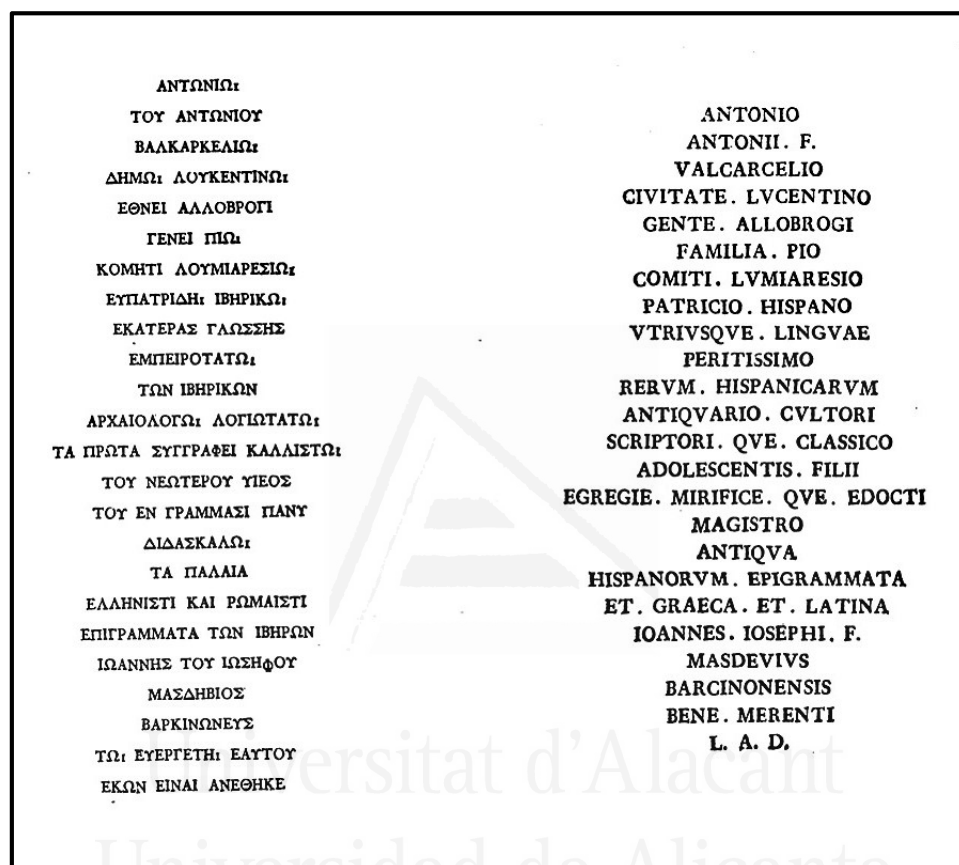 ΑΝΤΩΝΙΩι
ΤΟΥ ΑΝΤΩΝΙΟΥ
ΒΑΛΚΑΡΚΕΛΙΩι
ΔΗΜΩι ΛΟΥΚΕΝΤΙΝΩι
ΕΘΝΕΙ ΑΛΛΟΒΡΟΓΙ
ΓΕΝΕΙ ΠΙΩι
ΚΟΜΗΤΙ ΛΟΥΜΙΑΡΕΣΙΩι
ΕΥΠΑΤΡΙΔΗι ΙΒΗΡΙΚΩι
ΕΚΑΤΕΡΑΣ ΓΛΩΣΣΗΣ
ΕΜΠΕΙΡΟΤΑΤΩι
ΤΩΝ ΙΒΗΡΙΚΩΝ
ΑΡΧΑΙΟΛΟΓΩι ΛΟΓΙΩΤΑΤΩι
ΤΑ ΠΡΩΤΑ ΣΥΓΓΡΑΦΕΙ ΚΑΛΛΙΣΤΩι
ΤΟΥ ΝΕΩΤΕΡΟΥ ΥΙΕΟΣ
ΤΟΥ ΕΝ ΓΡΑΜΜΑΣΙ ΠΑΝΥ
ΔΙΔΑΣΚΑΛΩι
ΤΑ ΠΑΛΑΙΑ
ΕΛΛΗΝΙΣΤΙ ΚΑΙ ΡΩΜΑΙΣΤΙ
ΕΠΙΓΡΑΜΜΑΤΑ ΤΩΝ ΙΒΗΡΩΝ
ΙΩΑΝΝΗΣ ΤΟΥ ΙΩΣΗΦΟΥ
ΜΑΣΔΗΒΙΟΣ
ΒΑΡΚΙΝΩΝΕΥΣ
ΤΩι ΕΥΕΡΓΕΤΗι ΕΑΥΤΟΥ
ΕΚΩΝ ΕΙΝΑΙ ΑΝΕΘΗΚΕ
ANTONIO
ANTONII. F.
VALCARCELIO
CIVITATE. LVCENTINO
GENTE. ALLOBROGI
FAMILIA. PIO
COMITI. LVMIARESIO
PATRICIO. HISPANO
VTRIVSQVE. LINGVAE
PERITISSIMO
RERVM. HISPANICARVM
ANTIQVARIO. CVLTORI
SCRIPTORI. QVE. CLASSICO
ADOLESCENTIS. FILII
EGREGIE. MIRIFICE. QVE. EDOCTI
MAGISTRO
ANTIQVA
HISPANORVM. EPIGRAMMATA
ET. GRAECA. ET. LATINA
IOANNES. IOSEPHI. F.
MASDEVIVS
BARCINONENSIS
BENE. MERENTI
L. A. D.
Universitat d'Alacant
Universidad de Alicante